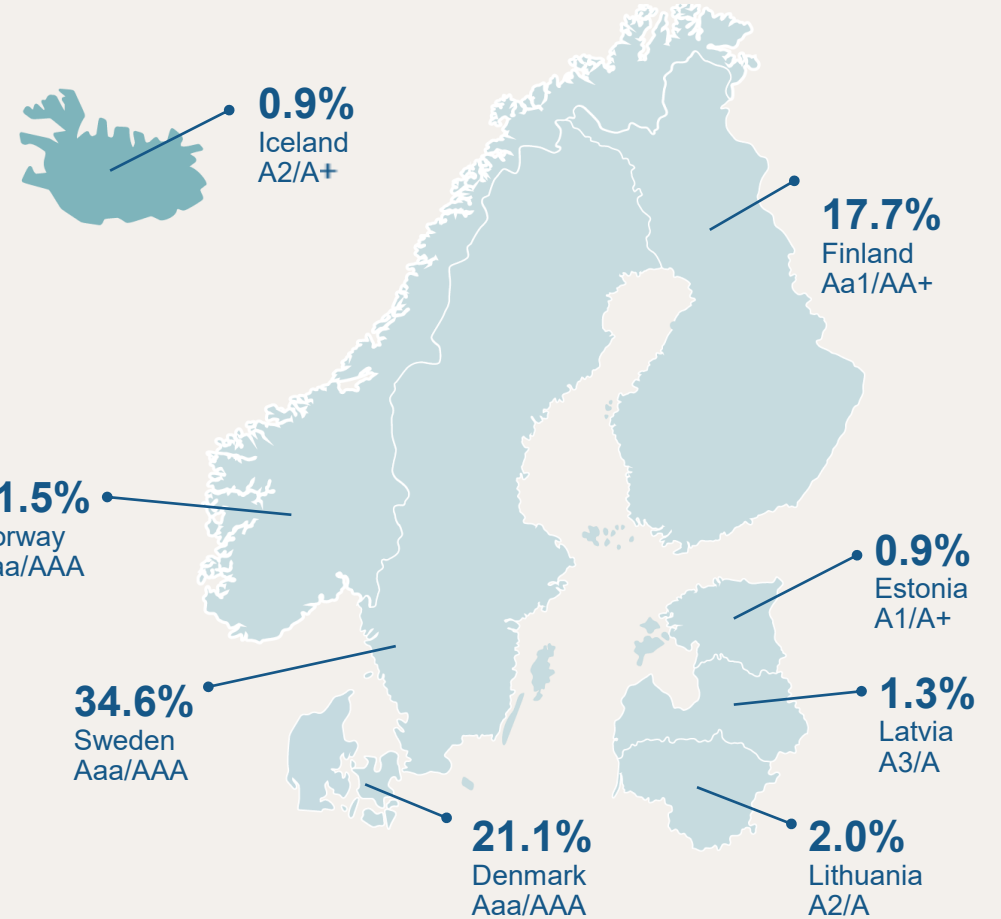 0.9%
Iceland
A2/A+
17.7%
Finland
Aa1/AA+
1.5%
orway
aa/AAA
0.9%
Estonia
A1/A+
34.6%
Sweden
Aaa/AAA
1.3%
Latvia
A3/A
21.1%
Denmark
Aaa/AAA
2.0%
Lithuania
A2/A